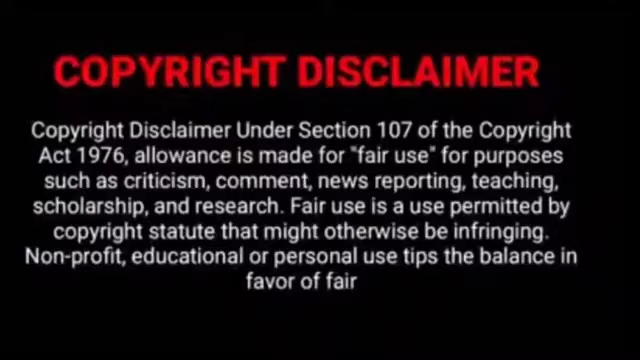 COPYRIGHT DISCLAIMER
Copyright Disclaimer Under Section 107 of the Copyright
Act 1976, allowance is made for "fair use" for purposes
such as criticism, comment, news reporting, teaching,
scholarship, and research. Fair use is a use permitted by
copyright statute that might otherwise be infringing.
Non-profit, educational or personal use tips the balance in
favor of fair